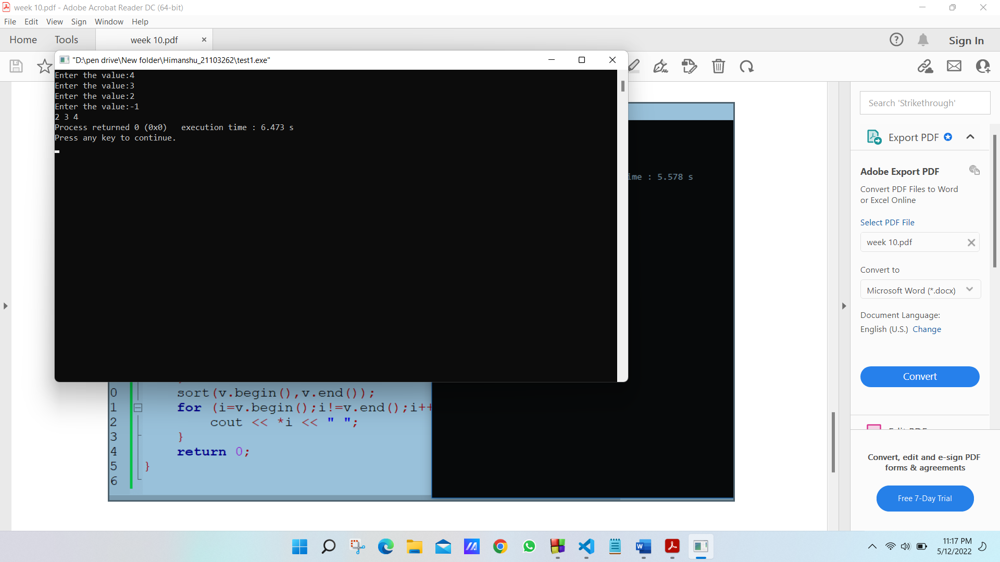 week 10.pdf - Adobe Acrobat Reader DC (64-bit)
File Edit View Sign Window Help
Home Tools week 10.pdf Sign In
"D:\pen drive\New folder\Himanshu_21103262\test1.exe"
Enter the value:4
Enter the value:3
Enter the value:2
Enter the value:-1
2 3 4
Process returned 0 (0x0)   execution time : 6.473 s
Press any key to continue.
ime : 5.578 s
0 sort(v.begin(),v.end());
1 for (i=v.begin();i!=v.end();i++
2 cout << *i << " ";
3 }
4 return 0;
5 }
6
Search 'Strikethrough'
Export PDF
Adobe Export PDF
Convert PDF Files to Word
or Excel Online
Select PDF File
week 10.pdf
Convert to
Microsoft Word (*.docx)
Document Language:
English (U.S.) Change
Convert
Edit PDF
Convert, edit and e-sign PDF
forms & agreements
Free 7-Day Trial
11:17 PM
5/12/2022